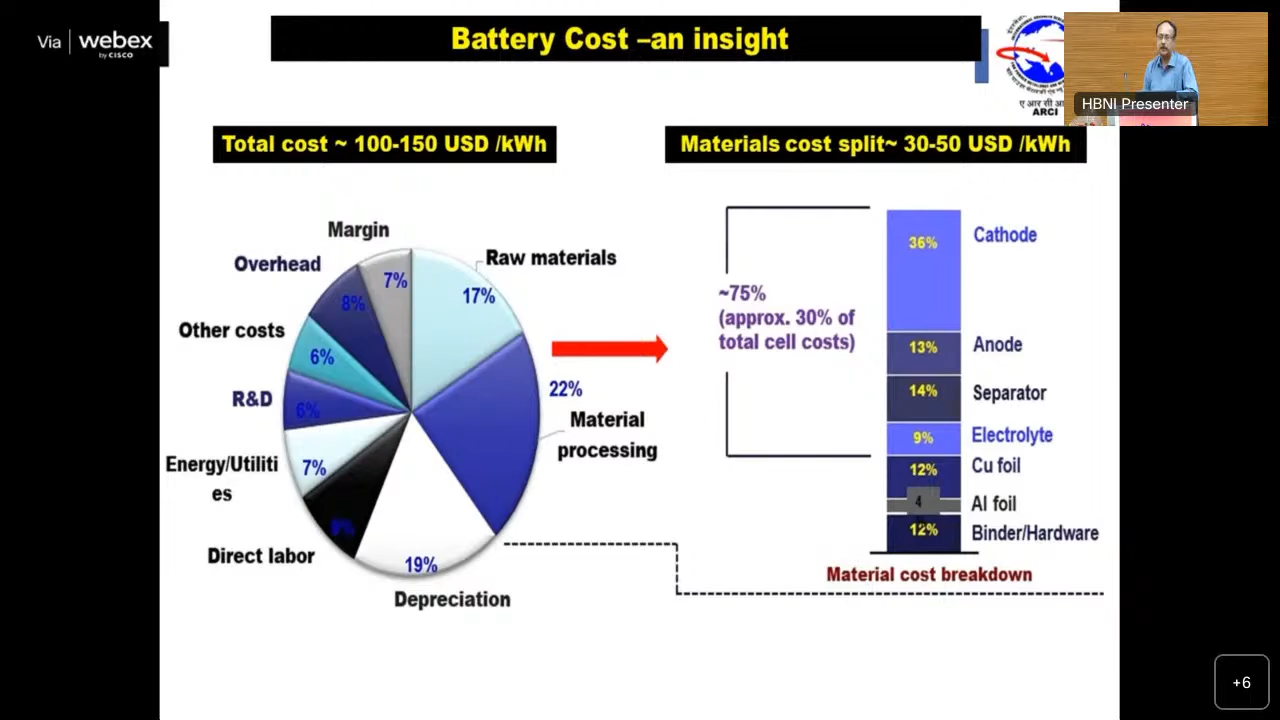 Via | webex
by CISCO
Battery Cost –an insight
ए आर सी आ
ARCI
HBNI Presenter
Total cost ~ 100-150 USD /kWh
Materials cost split~ 30-50 USD /kWh
Margin
7%
Overhead
8%
Raw materials
17%
Other costs
6%
R&D
6%
22%
Material
processing
Energy/Utiliti
es
7%
Direct labor
19%
Depreciation
~75%
(approx. 30% of
total cell costs)
36%
Cathode
13%
Anode
14%
Separator
9%
Electrolyte
12%
Cu foil
4
Al foil
12%
Binder/Hardware
Material cost breakdown
+6